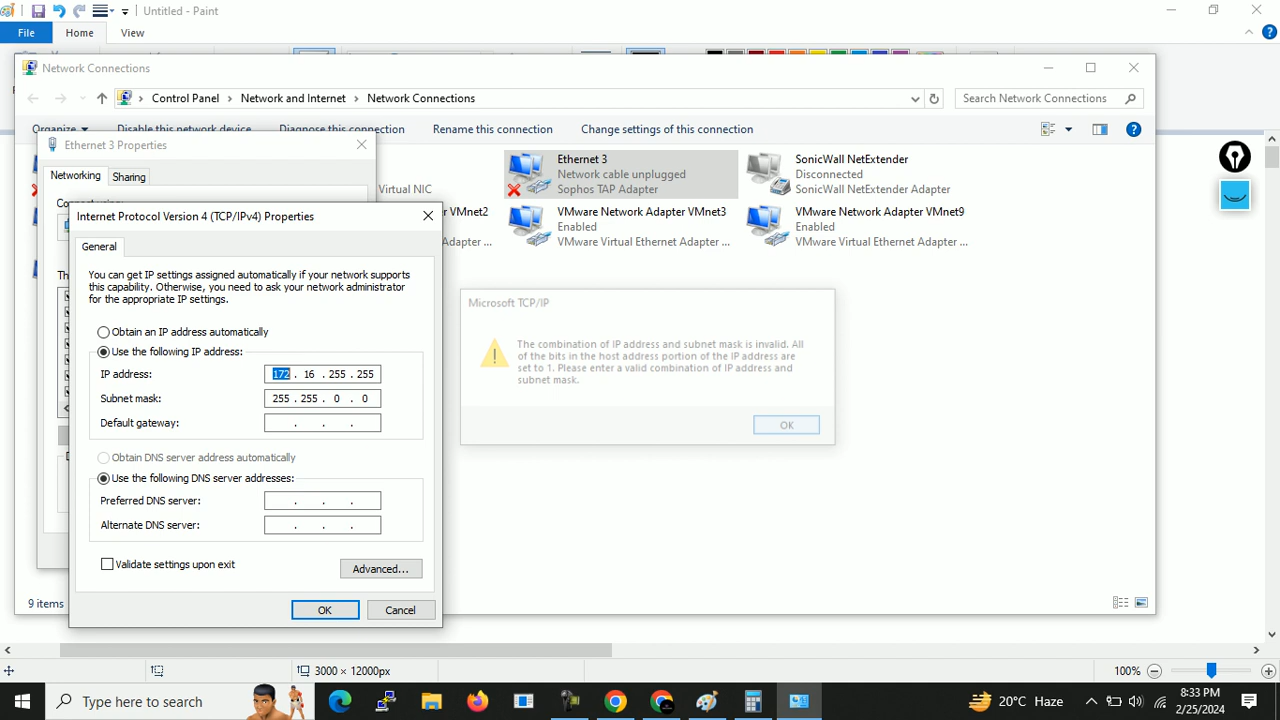 Untitled - Paint
File
Home
View
Network Connections
Control Panel
Network and Internet
Network Connections
Search Network Connections
Organize
Disable this network device
Diagnose this connection
Rename this connection
Change settings of this connection
Ethernet 3 Properties
Networking
Sharing
Virtual NIC
Ethernet 3
Network cable unplugged
Sophos TAP Adapter
SonicWall NetExtender
Disconnected
SonicWall NetExtender Adapter
Adapter VMnet2
Adapter ...
VMware Network Adapter VMnet3
Enabled
VMware Virtual Ethernet Adapter ...
VMware Network Adapter VMnet9
Enabled
VMware Virtual Ethernet Adapter ...
Internet Protocol Version 4 (TCP/IPv4) Properties
General
You can get IP settings assigned automatically if your network supports
this capability. Otherwise, you need to ask your network administrator
for the appropriate IP settings.
Obtain an IP address automatically
Use the following IP address:
IP address: 172 . 16 . 255 . 255
Subnet mask: 255 . 255 . 0 . 0
Default gateway: . . .
Obtain DNS server address automatically
Use the following DNS server addresses:
Preferred DNS server: . . .
Alternate DNS server: . . .
Validate settings upon exit
Advanced...
OK
Cancel
Microsoft TCP/IP
The combination of IP address and subnet mask is invalid. All
of the bits in the host address portion of the IP address are
set to 1. Please enter a valid combination of IP address and
subnet mask.
OK
9 items
3000 × 12000px
100%
Type here to search
20°C Haze
8:33 PM
2/25/2024